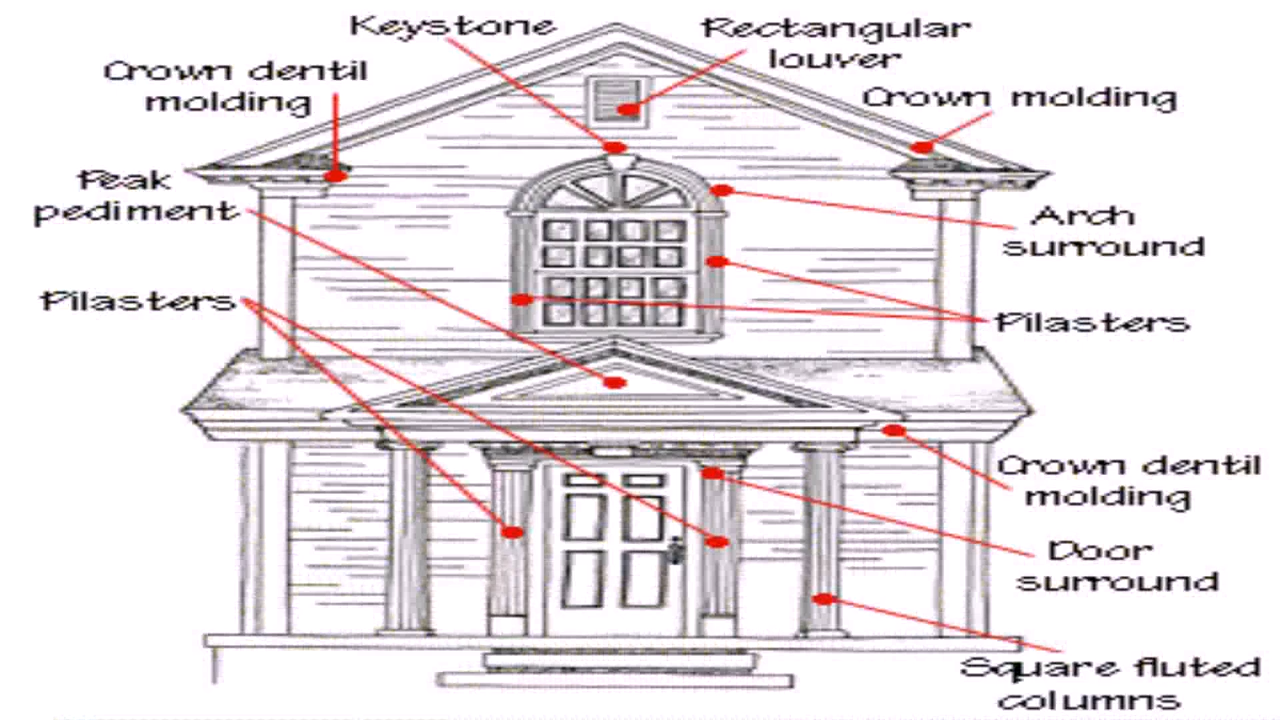 Keystone
Rectangular
louver
Crown dentil
molding
Crown molding
Peak
pediment
Arch
surround
Pilasters
Pilasters
Crown dentil
molding
Door
surround
Square fluted
columns